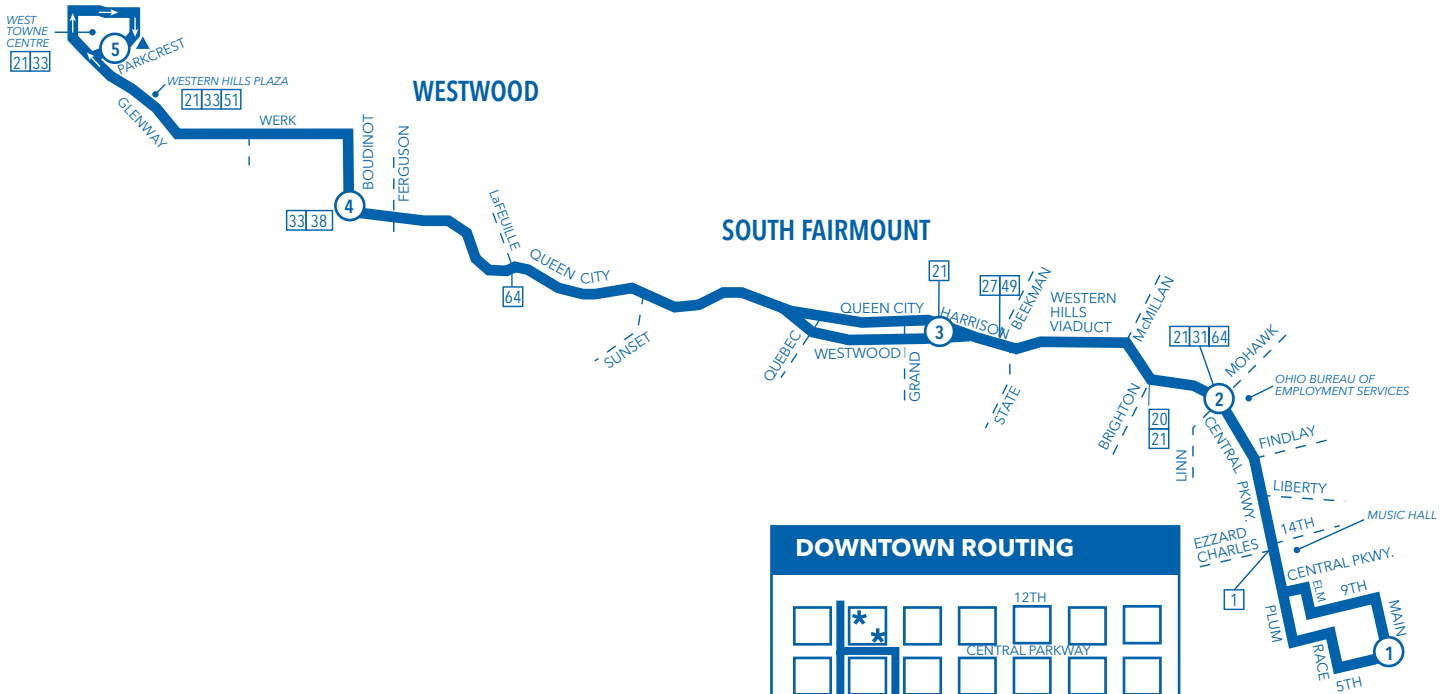 WEST
TOWNE
CENTRE
21 33
5
PARKCREST
WESTERN HILLS PLAZA
21 33 51
GLENWAY
WERK
WESTWOOD
BOUDINOT
FERGUSON
4
33 38
LaFEUILLE
64
QUEEN CITY
SUNSET
SOUTH FAIRMOUNT
QUEBEC
QUEEN CITY
WESTWOOD
GRAND
21
3
HARRISON
27 49
BEEKMAN
STATE
WESTERN
HILLS
VIADUCT
McMILLAN
BRIGHTON
20
21
21 31 64
MOHAWK
2
OHIO BUREAU OF
EMPLOYMENT SERVICES
LINN
CENTRAL PKWY.
FINDLAY
LIBERTY
MUSIC HALL
14TH
EZZARD
CHARLES
1
CENTRAL PKWY.
ELM
9TH
MAIN
PLUM
RACE
5TH
1
DOWNTOWN ROUTING
12TH
* *
CENTRAL PARKWAY